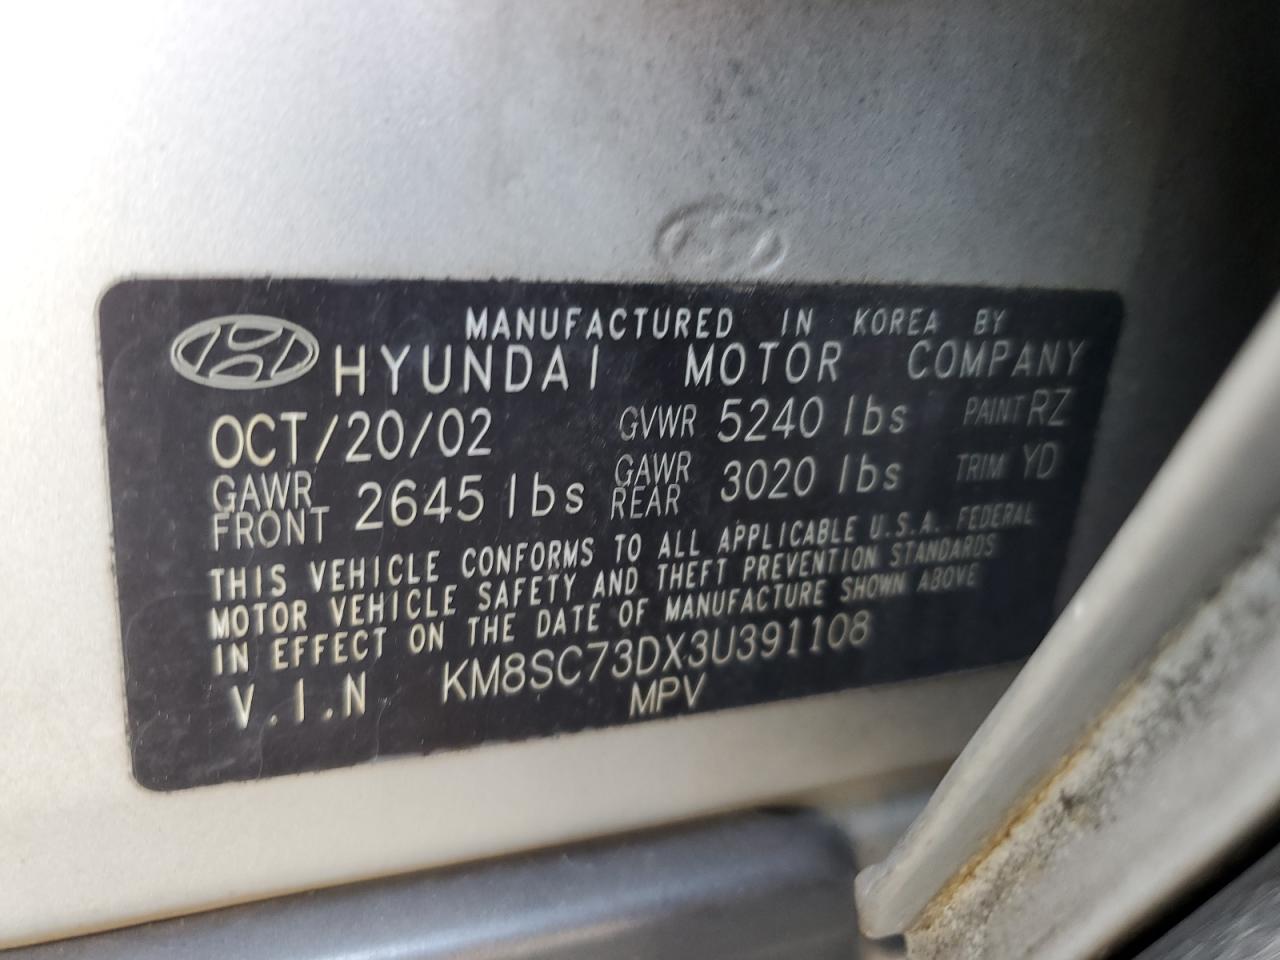 MANUFACTURED IN KOREA BY
HYUNDAI MOTOR COMPANY
OCT/20/02 GVWR 5240 lbs PAINT RZ
GAWR FRONT 2645 lbs GAWR REAR 3020 lbs TRIM YD
THIS VEHICLE CONFORMS TO ALL APPLICABLE U.S.A. FEDERAL
MOTOR VEHICLE SAFETY AND THEFT PREVENTION STANDARDS
IN EFFECT ON THE DATE OF MANUFACTURE SHOWN ABOVE
V.I.N KM8SC73DX3U391108
MPV